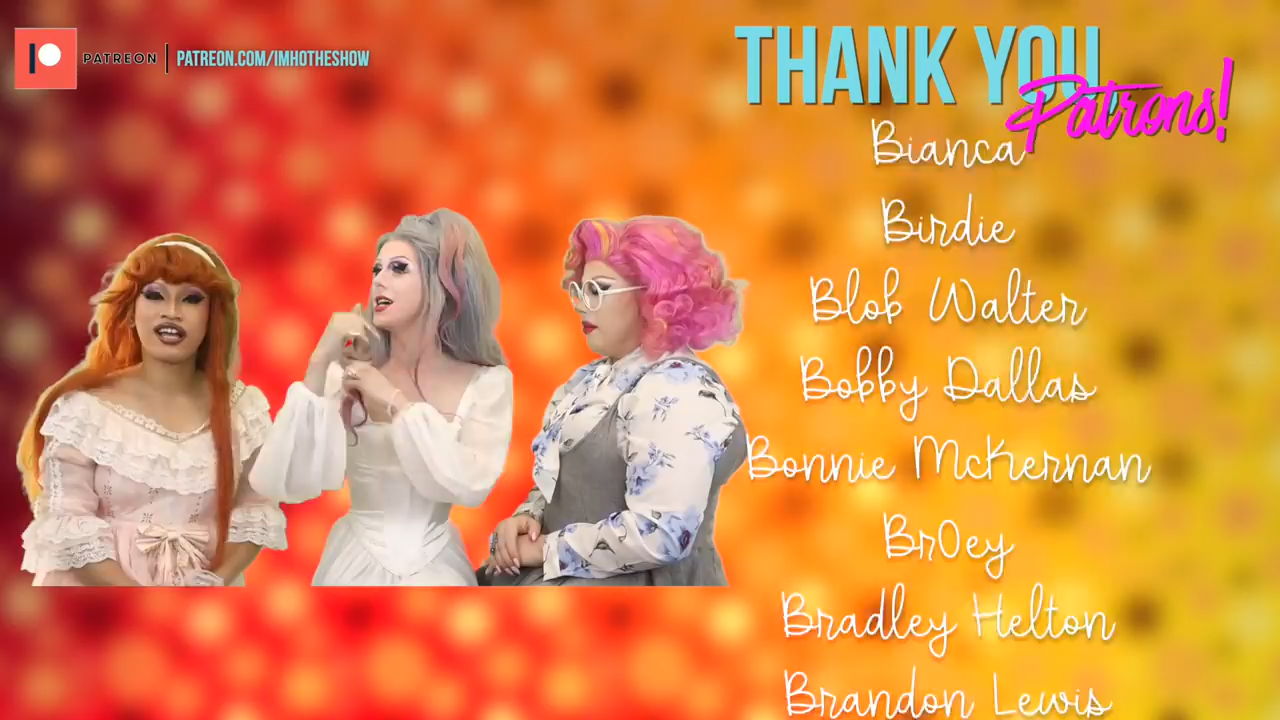 PATREON | PATREON.COM/IMHOTHESHOW
THANK YOU,
Patrons!
Bianca
Birdie
Blob Walter
Bobby Dallas
Bonnie McKernan
BrOey
Bradley Helton
Brandon Lewis